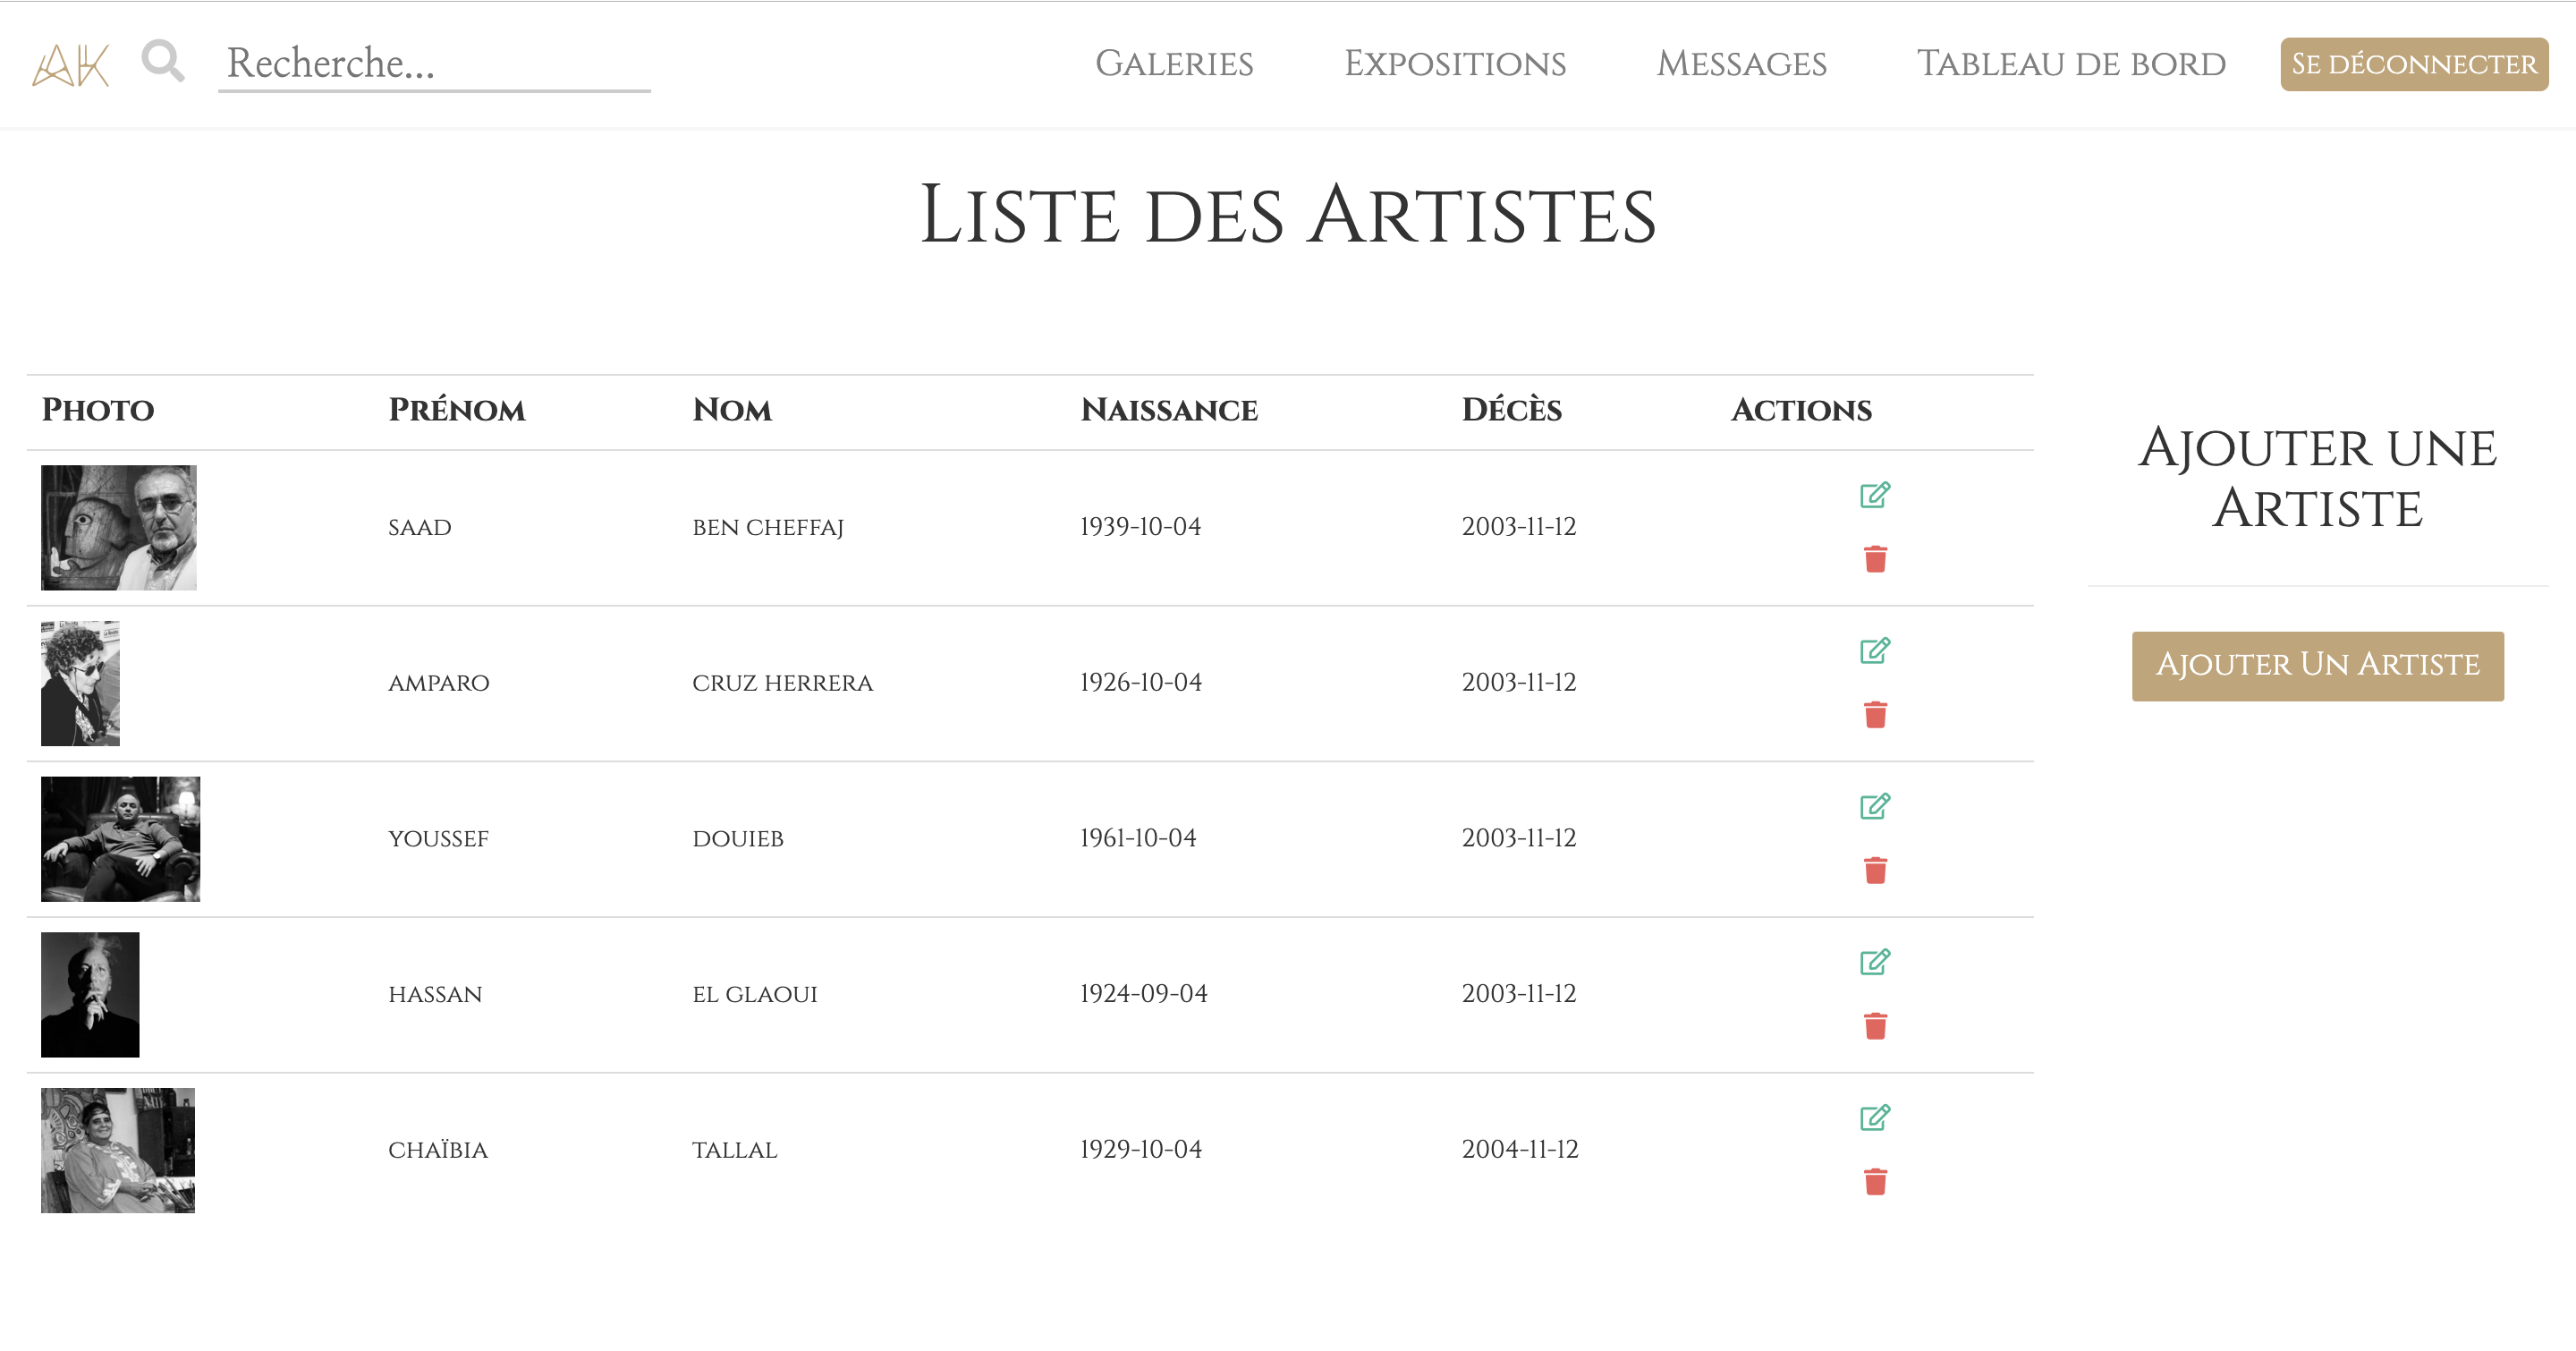 AK
Recherche...
Galeries
Expositions
Messages
Tableau de bord
Se déconnecter
Liste des Artistes
Photo Prénom Nom Naissance Décès Actions
saad ben cheffaj 1939-10-04 2003-11-12
amparo cruz herrera 1926-10-04 2003-11-12
youssef douieb 1961-10-04 2003-11-12
hassan el glaoui 1924-09-04 2003-11-12
chaïbia tallal 1929-10-04 2004-11-12
Ajouter une
Artiste
Ajouter Un Artiste